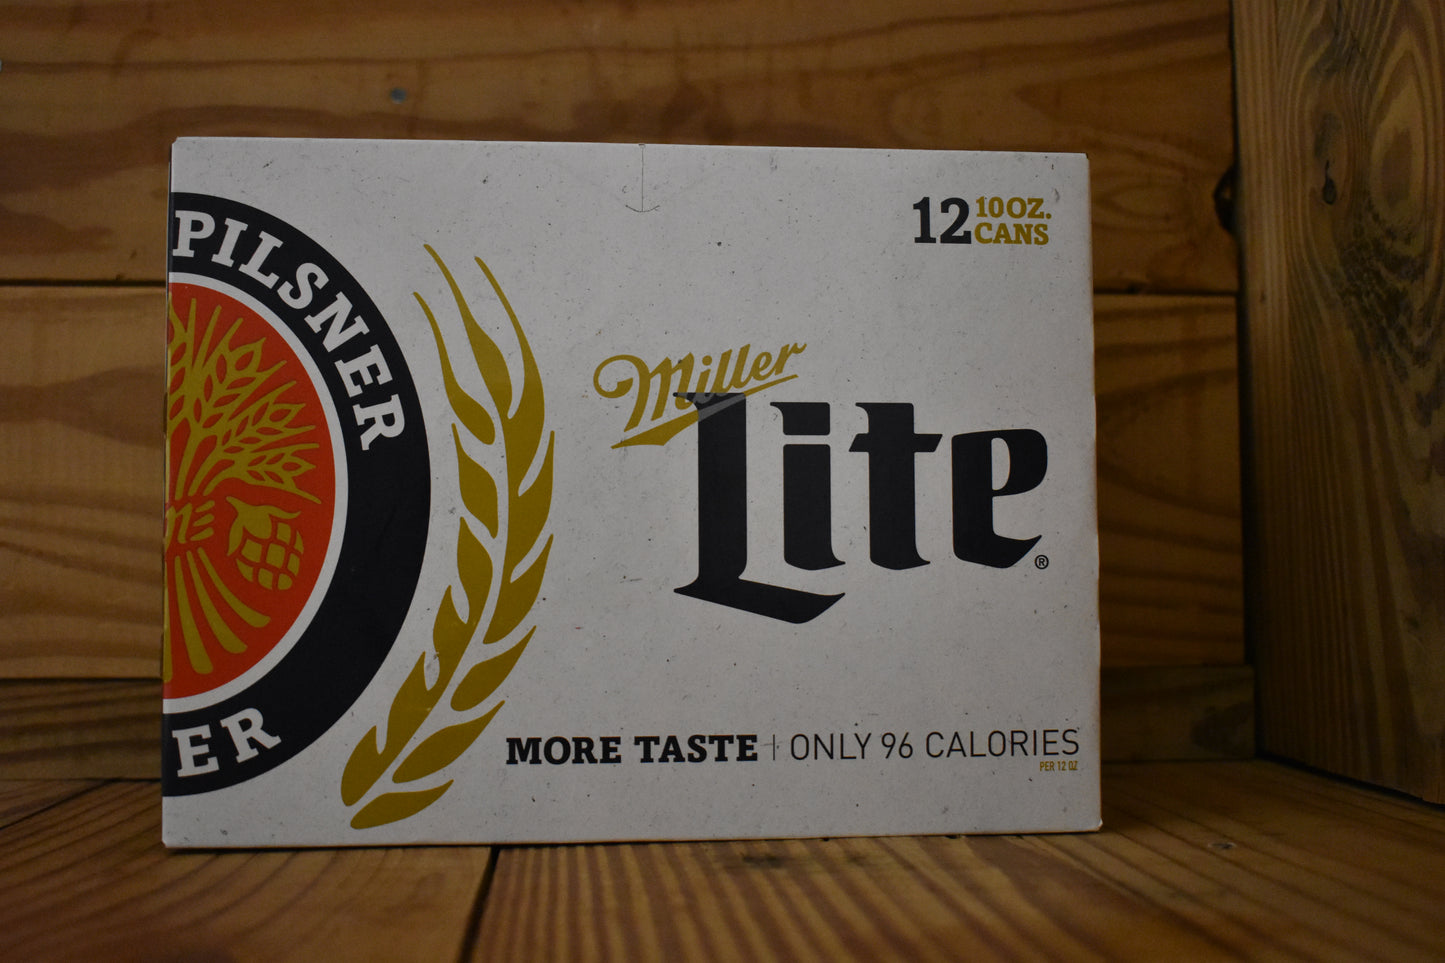 PILSNER
ER
12 10 OZ.
CANS
Miller
Lite®
MORE TASTE | ONLY 96 CALORIES
PER 12 OZ